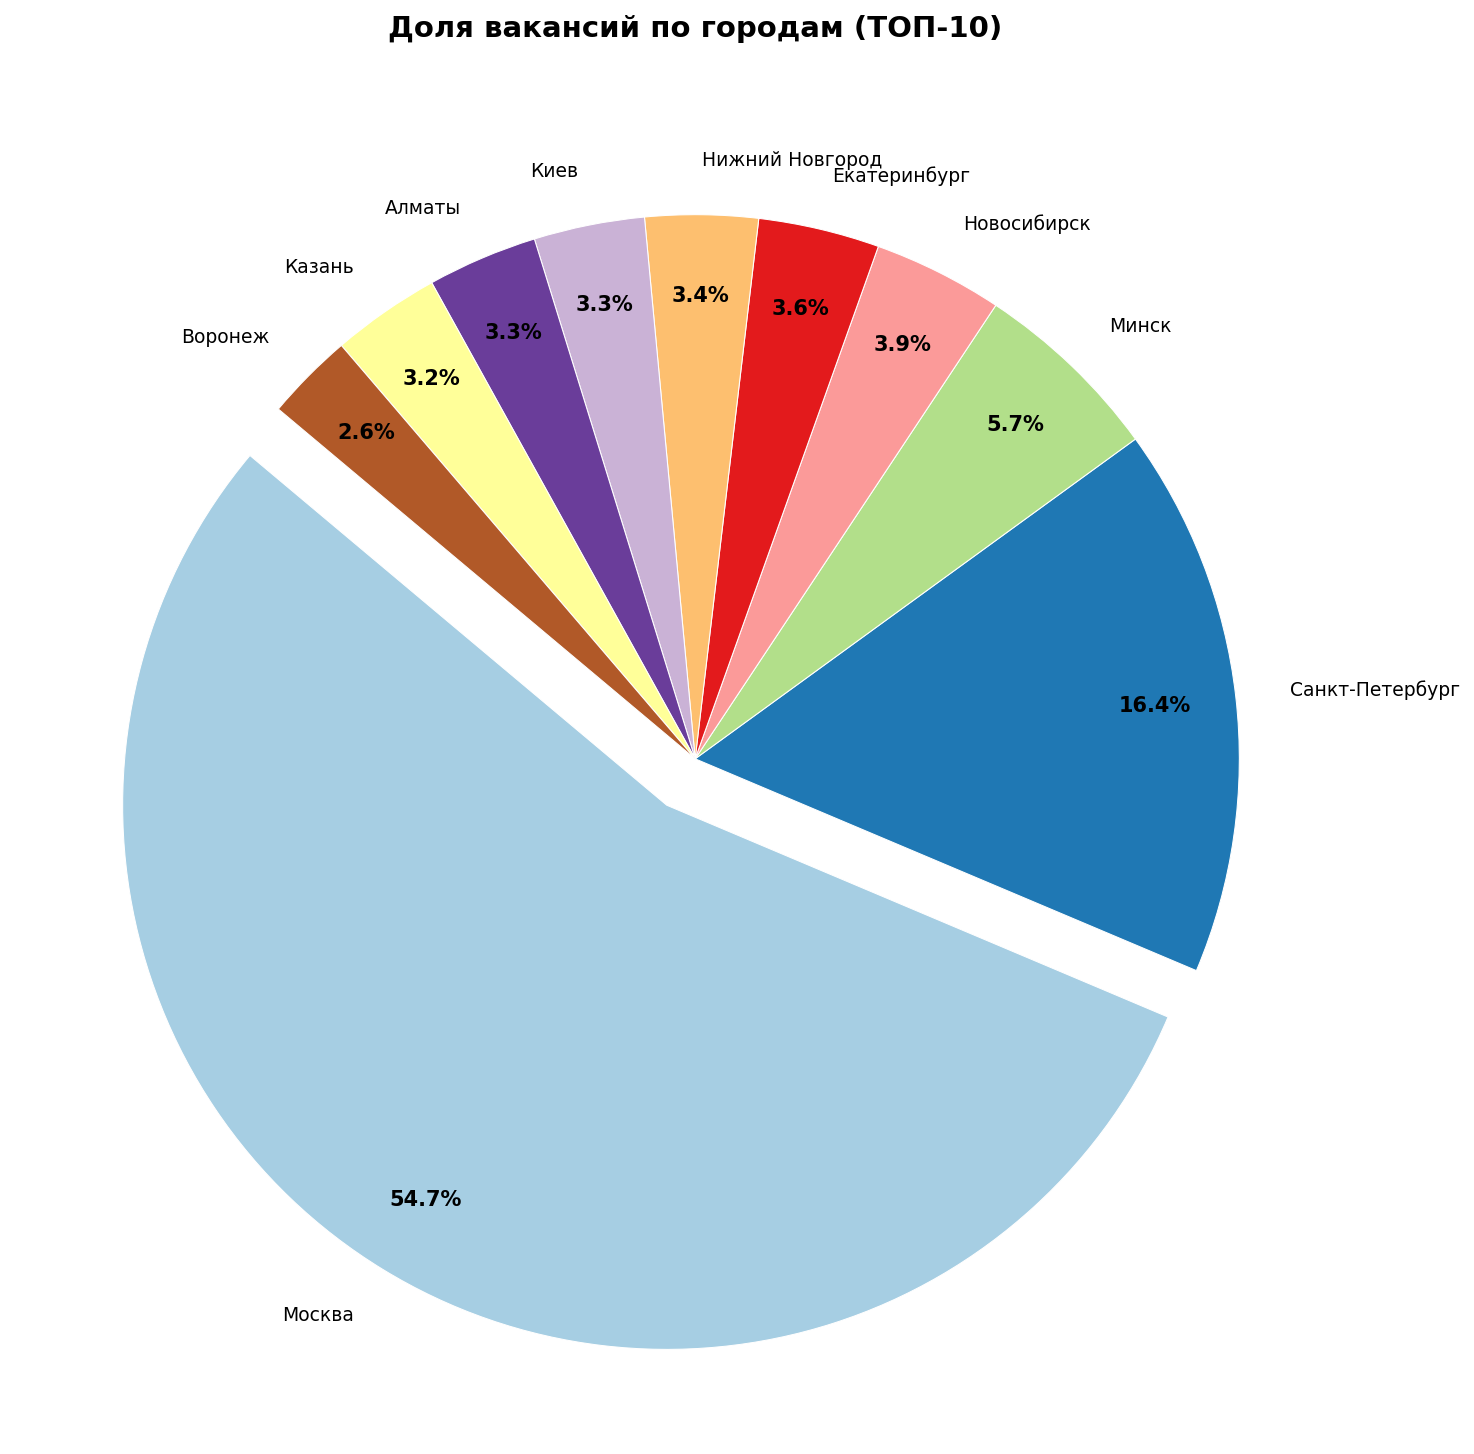 Доля вакансий по городам (ТОП-10)
Нижний Новгород
Киев
Екатеринбург
Алматы
Новосибирск
Казань
Минск
Воронеж
3.4%
3.3%
3.6%
3.3%
3.9%
3.2%
5.7%
2.6%
Санкт-Петербург
16.4%
54.7%
Москва